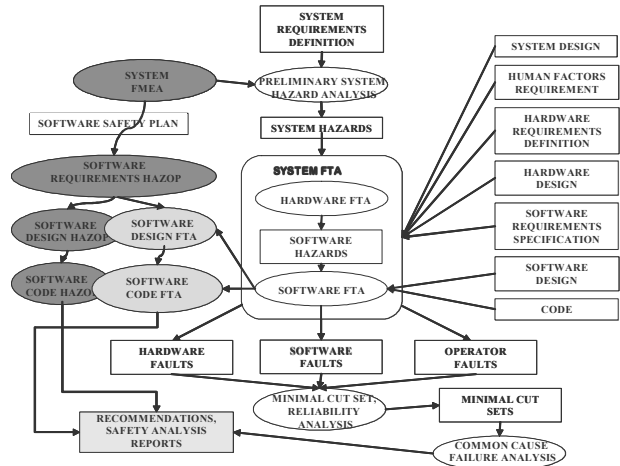 SYSTEM
REQUIREMENTS
DEFINITION
SYSTEM
FMEA
PRELIMINARY SYSTEM
HAZARD ANALYSIS
SOFTWARE SAFETY PLAN
SYSTEM HAZARDS
SOFTWARE
REQUIREMENTS HAZOP
SYSTEM FTA
HARDWARE FTA
SOFTWARE
DESIGN HAZOP
SOFTWARE
DESIGN FTA
SOFTWARE
HAZARDS
SOFTWARE
CODE HAZOP
SOFTWARE
CODE FTA
SOFTWARE FTA
SYSTEM DESIGN
HUMAN FACTORS
REQUIREMENT
HARDWARE
REQUIREMENTS
DEFINITION
HARDWARE
DESIGN
SOFTWARE
REQUIREMENTS
SPECIFICATION
SOFTWARE
DESIGN
CODE
HARDWARE
FAULTS
SOFTWARE
FAULTS
OPERATOR
FAULTS
MINIMAL CUT SET,
RELIABILITY
ANALYSIS
MINIMAL CUT
SETS
RECOMMENDATIONS,
SAFETY ANALYSIS
REPORTS
COMMON CAUSE
FAILURE ANALYSIS